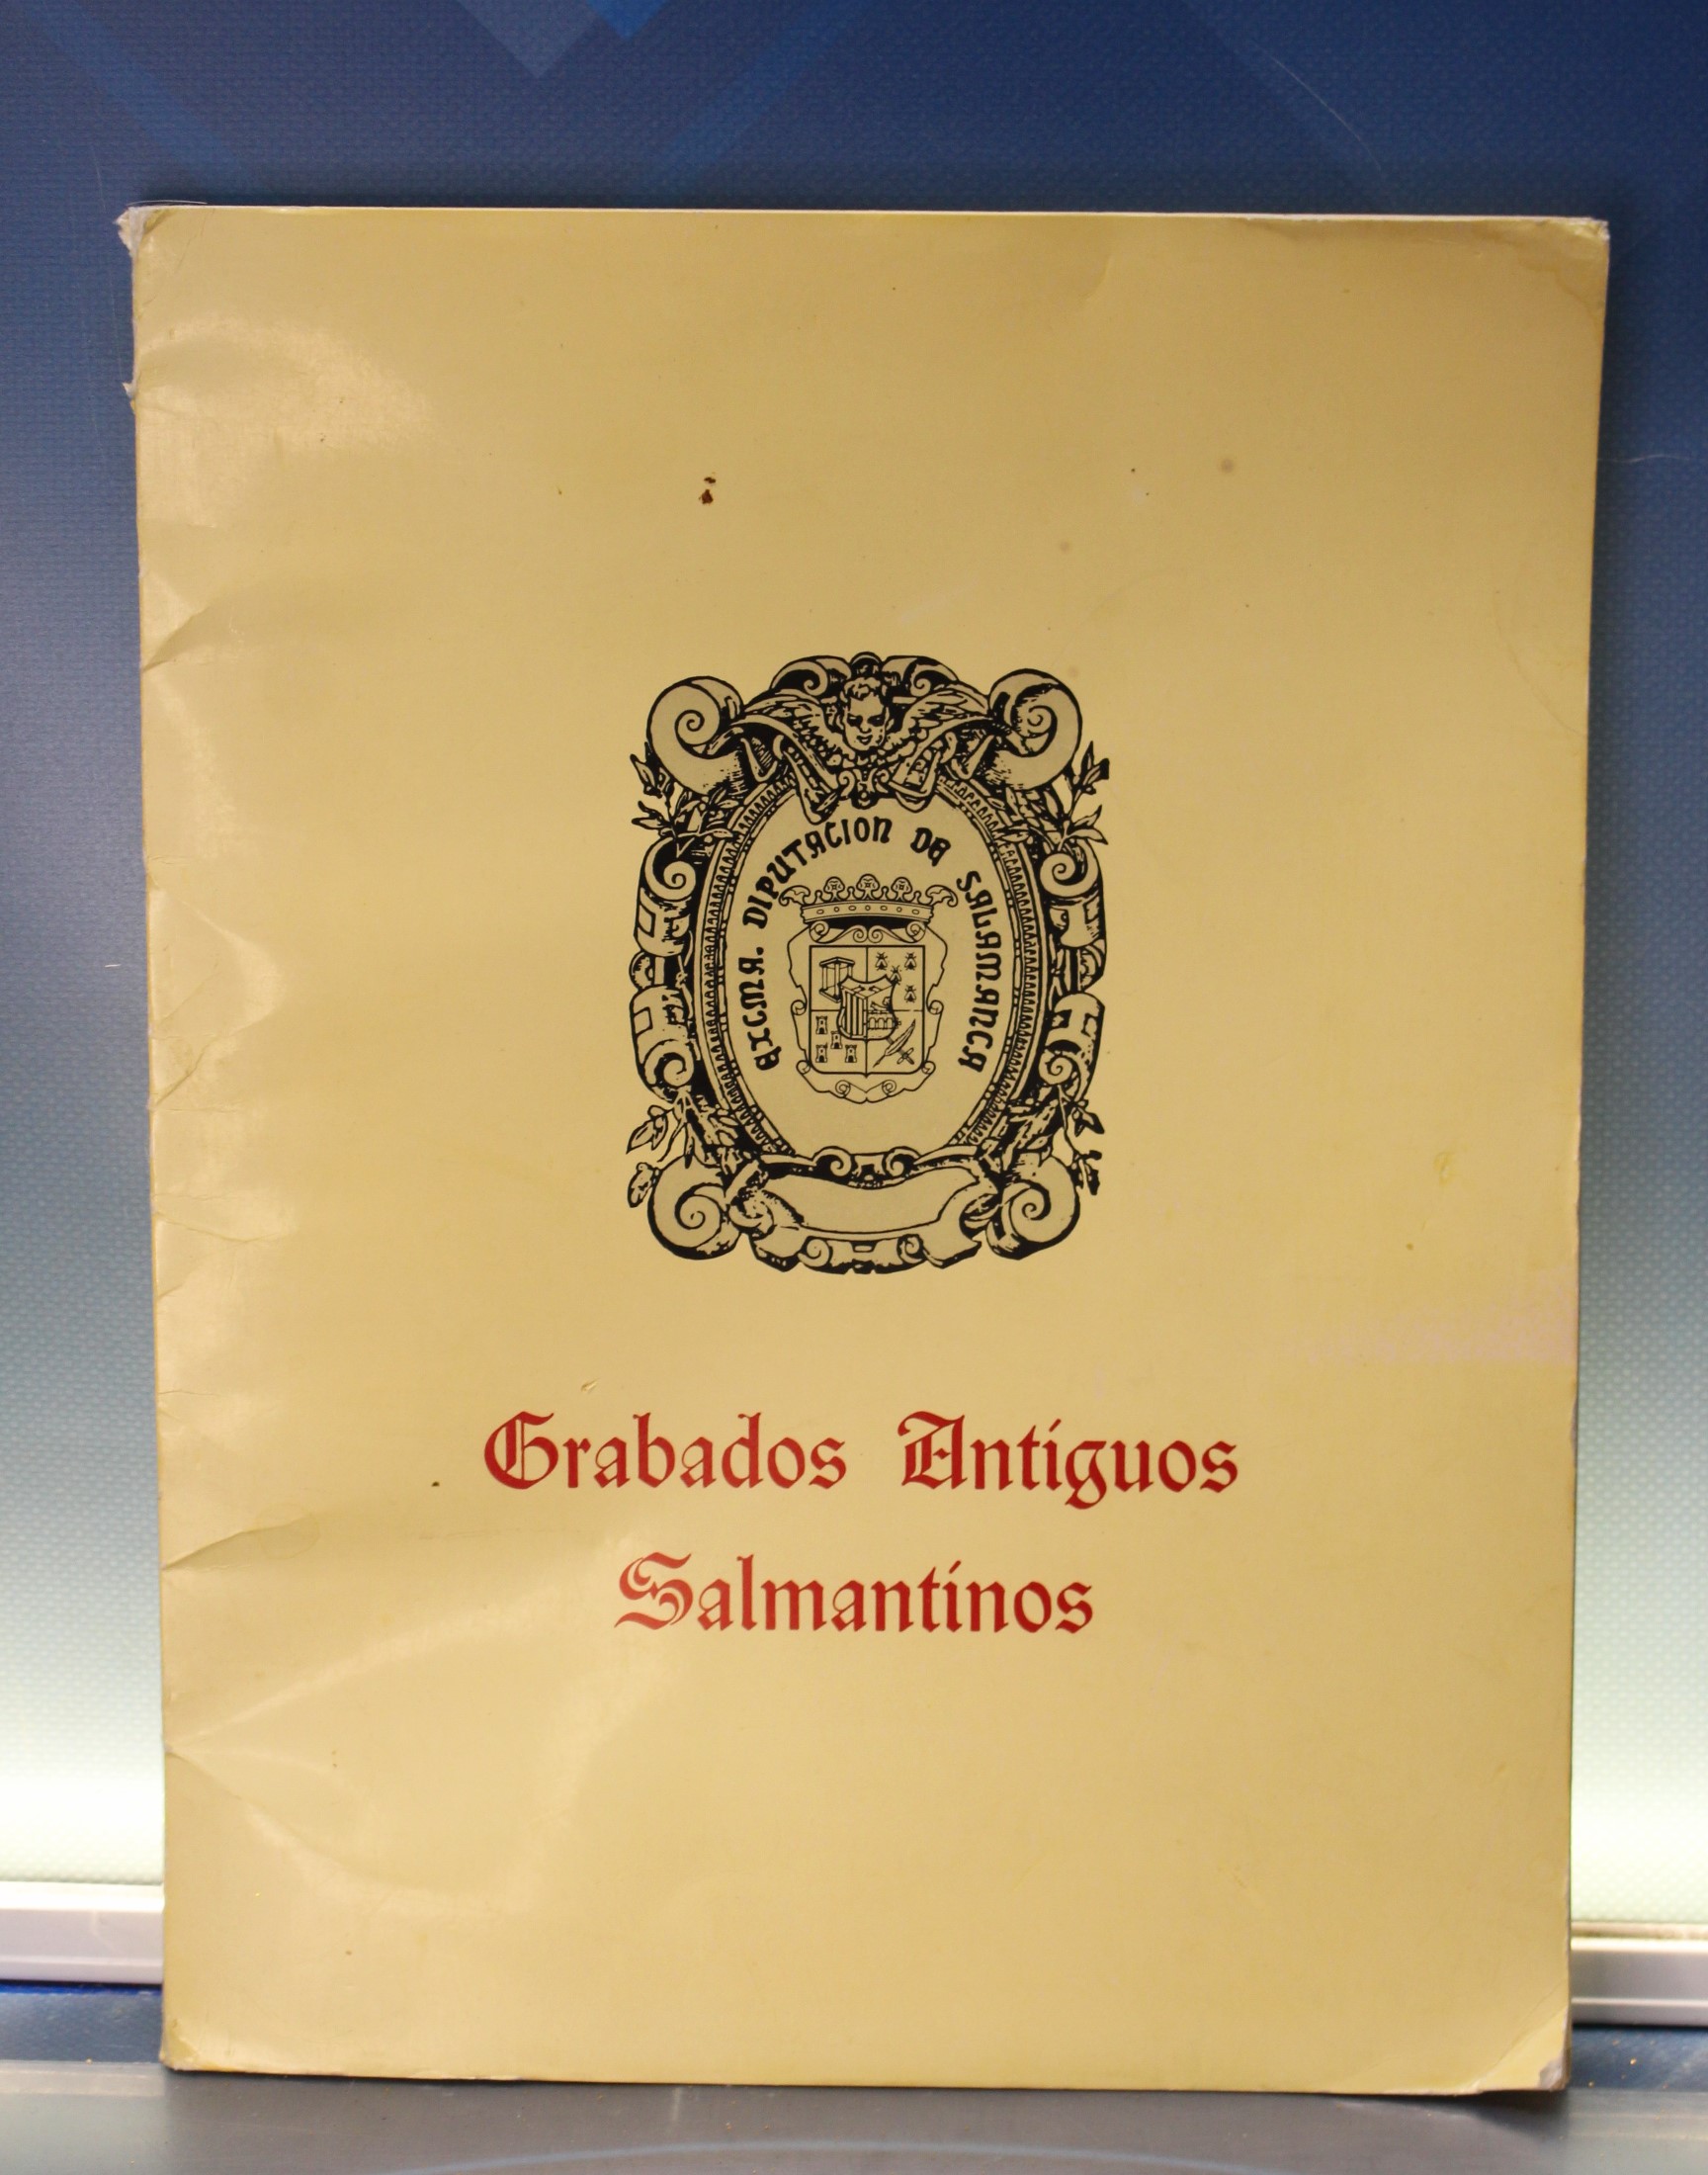 EXCMA. DIPUTACION DE SALAMANCA
Grabados Antiguos
Salmantinos